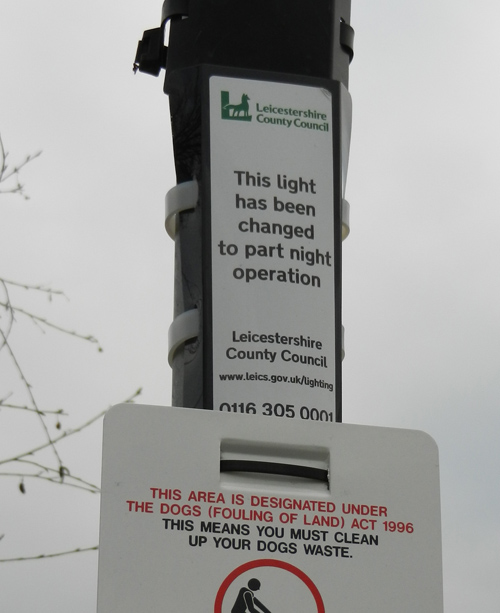 Leicestershire
County Council
This light
has been
changed
to part night
operation
Leicestershire
County Council
www.leics.gov.uk/lighting
0116 305 0001
THIS AREA IS DESIGNATED UNDER
THE DOGS (FOULING OF LAND) ACT 1996
THIS MEANS YOU MUST CLEAN
UP YOUR DOGS WASTE.